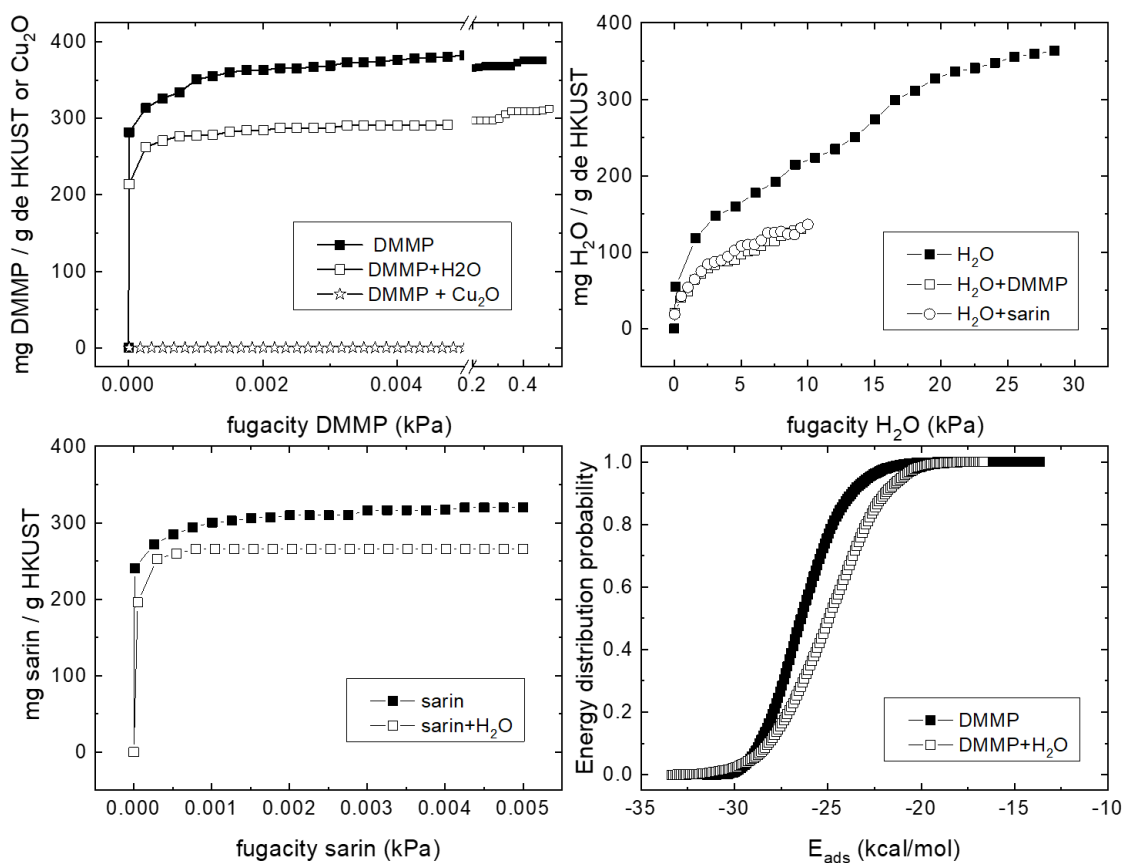 mg DMMP / g de HKUST or Cu₂O
400
300
200
100
0
DMMP
DMMP+H2O
DMMP + Cu₂O
0.000
0.002
0.004
0.2
0.4
fugacity DMMP (kPa)
mg H₂O / g de HKUST
400
300
200
100
0
H₂O
H₂O+DMMP
H₂O+sarin
0
5
10
15
20
25
30
fugacity H₂O (kPa)
mg sarin / g HKUST
400
300
200
100
0
sarin
sarin+H₂O
0.000
0.001
0.002
0.003
0.004
0.005
fugacity sarin (kPa)
Energy distribution probability
1.0
0.8
0.6
0.4
0.2
0.0
DMMP
DMMP+H₂O
-35
-30
-25
-20
-15
-10
E_ads (kcal/mol)